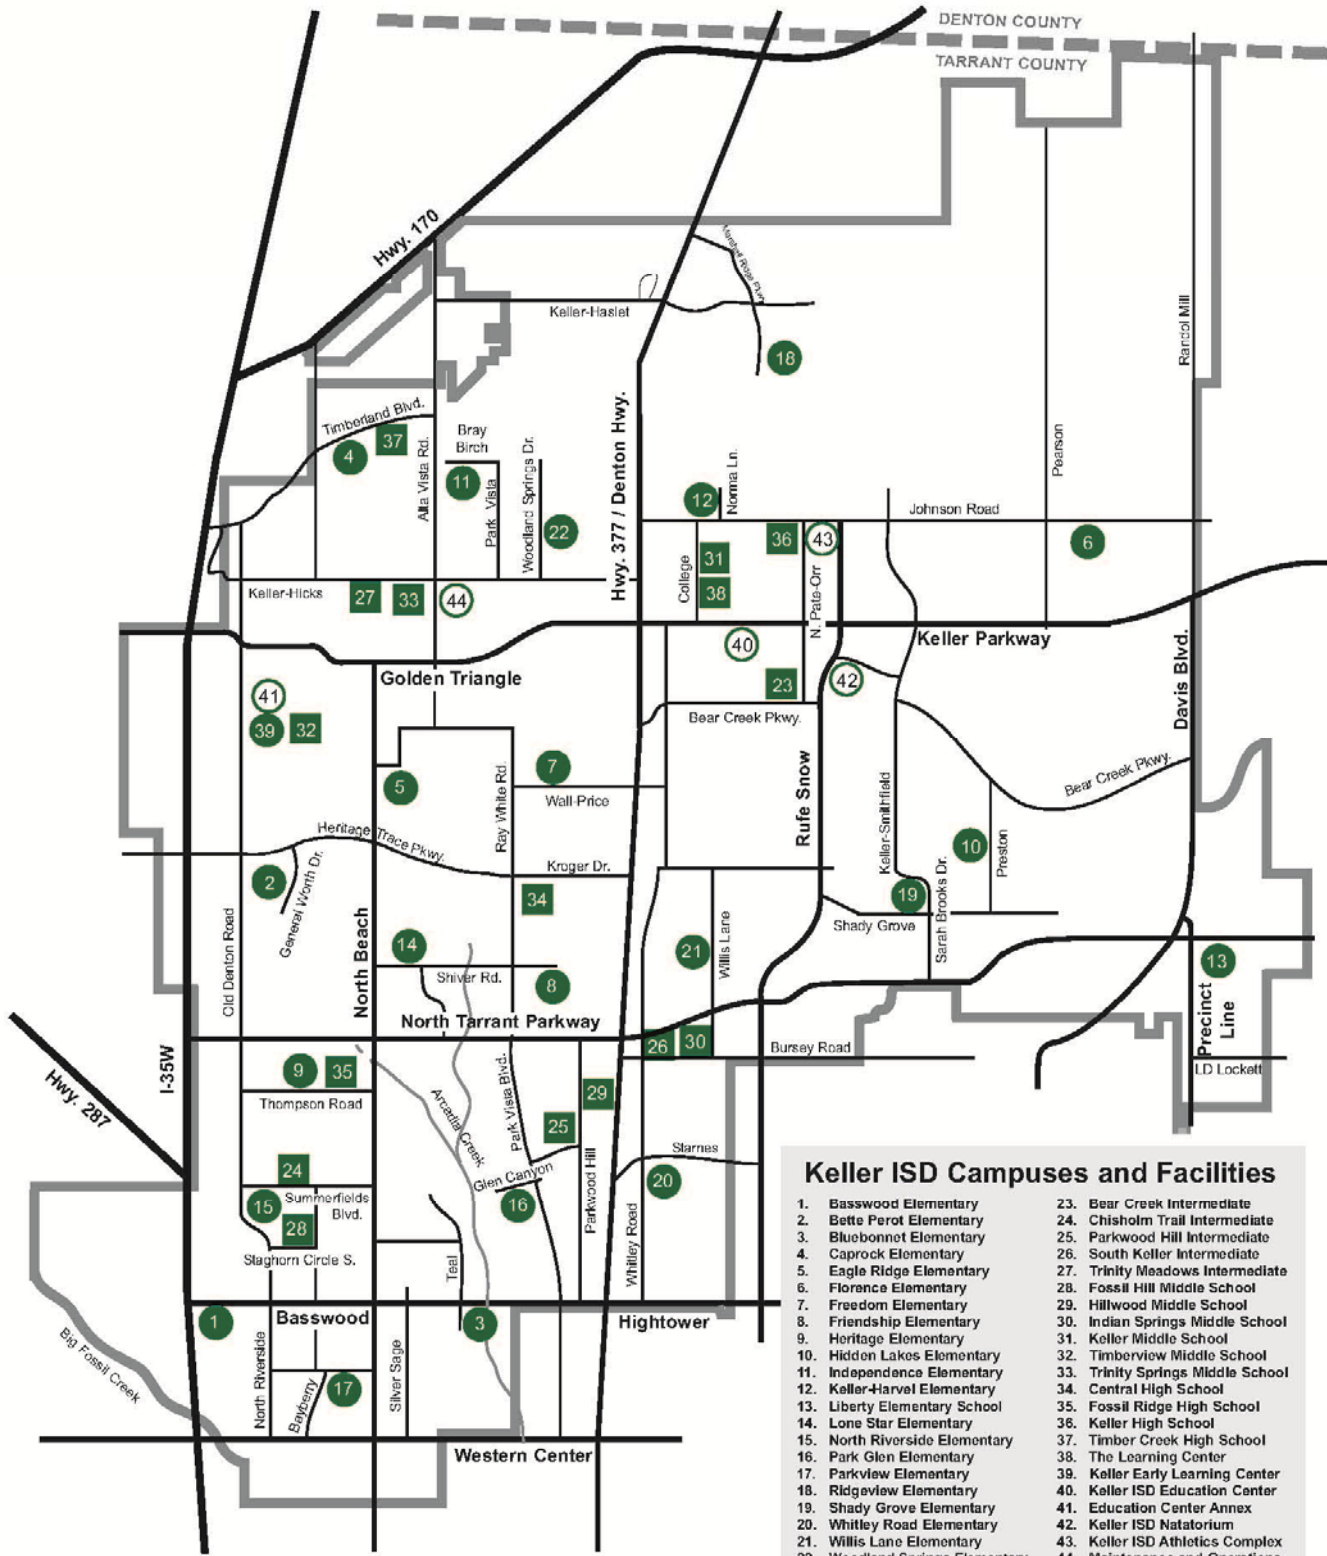 DENTON COUNTY
TARRANT COUNTY
Hwy. 170
Marshall Ridge Pkwy.
Keller-Haslet
Randol Mill
18
Timberland Blvd.
37
4
Bray
Birch
11
Alta Vista Rd.
Park Vista
Woodland Springs Dr.
22
Hwy. 377 / Denton Hwy.
12
Norma Ln.
Pearson
Johnson Road
36
43
6
31
38
College
N. Pate-Orr
Keller-Hicks
27
33
44
Keller Parkway
40
Golden Triangle
23
42
41
39
32
Bear Creek Pkwy.
Davis Blvd.
5
7
Wall-Price
Ray White Rd.
Rufe Snow
Bear Creek Pkwy.
Heritage Trace Pkwy.
Keller-Smithfield
10
Preston
Kroger Dr.
2
General Worth Dr.
34
19
Sarah Brooks Dr.
Shady Grove
Old Denton Road
North Beach
14
Shiver Rd.
8
21
Willis Lane
13
Precinct
Line
North Tarrant Parkway
26
30
Bursey Road
LD Lockett
Hwy. 287
I-35W
9
35
Thompson Road
Arcadia Creek
Park Vista Blvd.
29
25
Starnes
20
24
Glen Canyon
16
Parkwood Hill
15
Summerfields
Blvd.
28
Staghorn Circle S.
Teal
Whitley Road
1
Basswood
3
Hightower
Big Fossil Creek
North Riverside
Bayberry
17
Silver Sage
Western Center
Keller ISD Campuses and Facilities
1. Basswood Elementary
2. Bette Perot Elementary
3. Bluebonnet Elementary
4. Caprock Elementary
5. Eagle Ridge Elementary
6. Florence Elementary
7. Freedom Elementary
8. Friendship Elementary
9. Heritage Elementary
10. Hidden Lakes Elementary
11. Independence Elementary
12. Keller-Harvel Elementary
13. Liberty Elementary School
14. Lone Star Elementary
15. North Riverside Elementary
16. Park Glen Elementary
17. Parkview Elementary
18. Ridgeview Elementary
19. Shady Grove Elementary
20. Whitley Road Elementary
21. Willis Lane Elementary
22. Woodland Springs Elementary
23. Bear Creek Intermediate
24. Chisholm Trail Intermediate
25. Parkwood Hill Intermediate
26. South Keller Intermediate
27. Trinity Meadows Intermediate
28. Fossil Hill Middle School
29. Hillwood Middle School
30. Indian Springs Middle School
31. Keller Middle School
32. Timberview Middle School
33. Trinity Springs Middle School
34. Central High School
35. Fossil Ridge High School
36. Keller High School
37. Timber Creek High School
38. The Learning Center
39. Keller Early Learning Center
40. Keller ISD Education Center
41. Education Center Annex
42. Keller ISD Natatorium
43. Keller ISD Athletics Complex
44. Maintenance and Operations